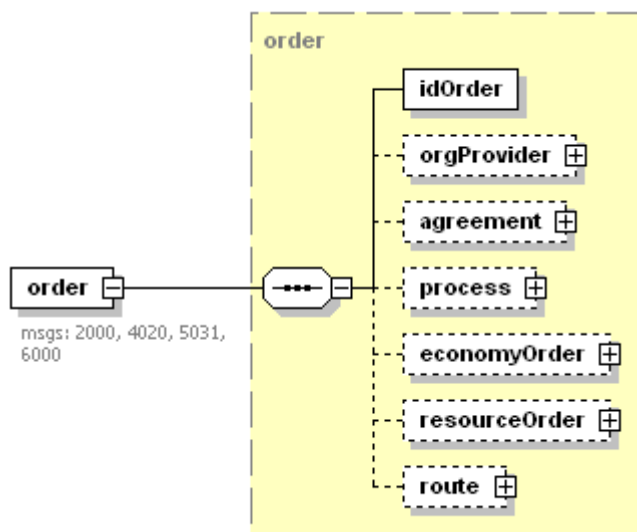 order
idOrder
orgProvider
agreement
order
process
msgs: 2000, 4020, 5031,
6000
economyOrder
resourceOrder
route